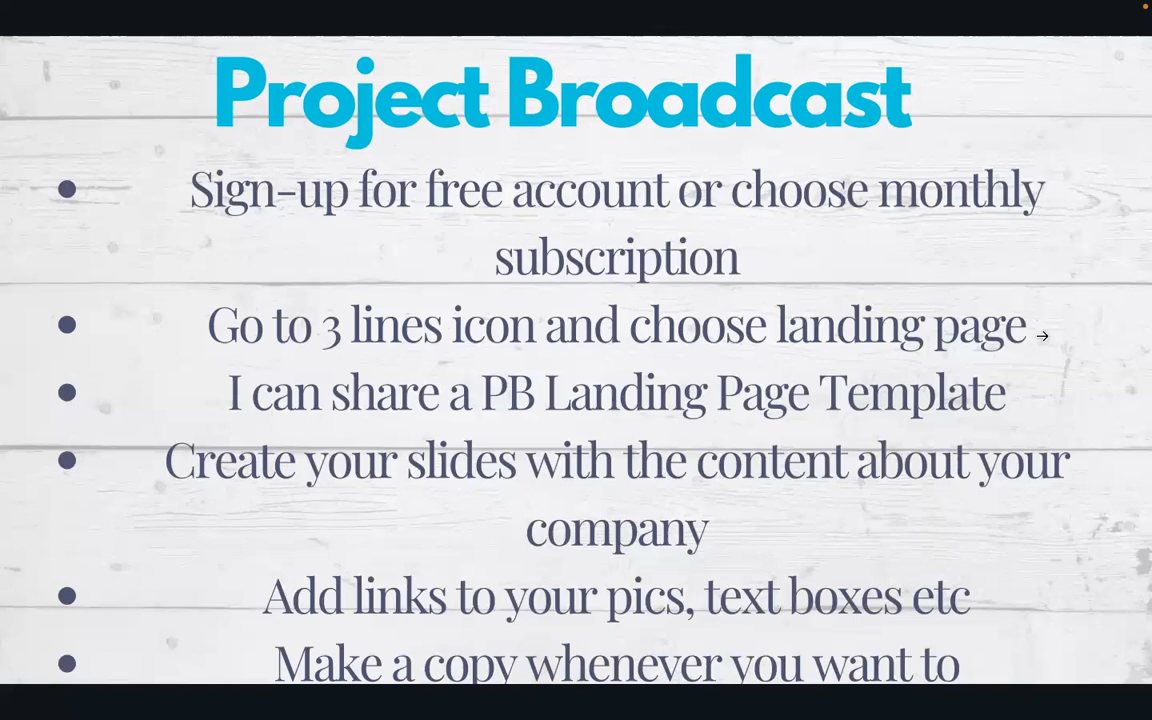 Project Broadcast
• Sign-up for free account or choose monthly
subscription
• Go to 3 lines icon and choose landing page
• I can share a PB Landing Page Template
• Create your slides with the content about your
company
• Add links to your pics, text boxes etc
• Make a copy whenever you want to